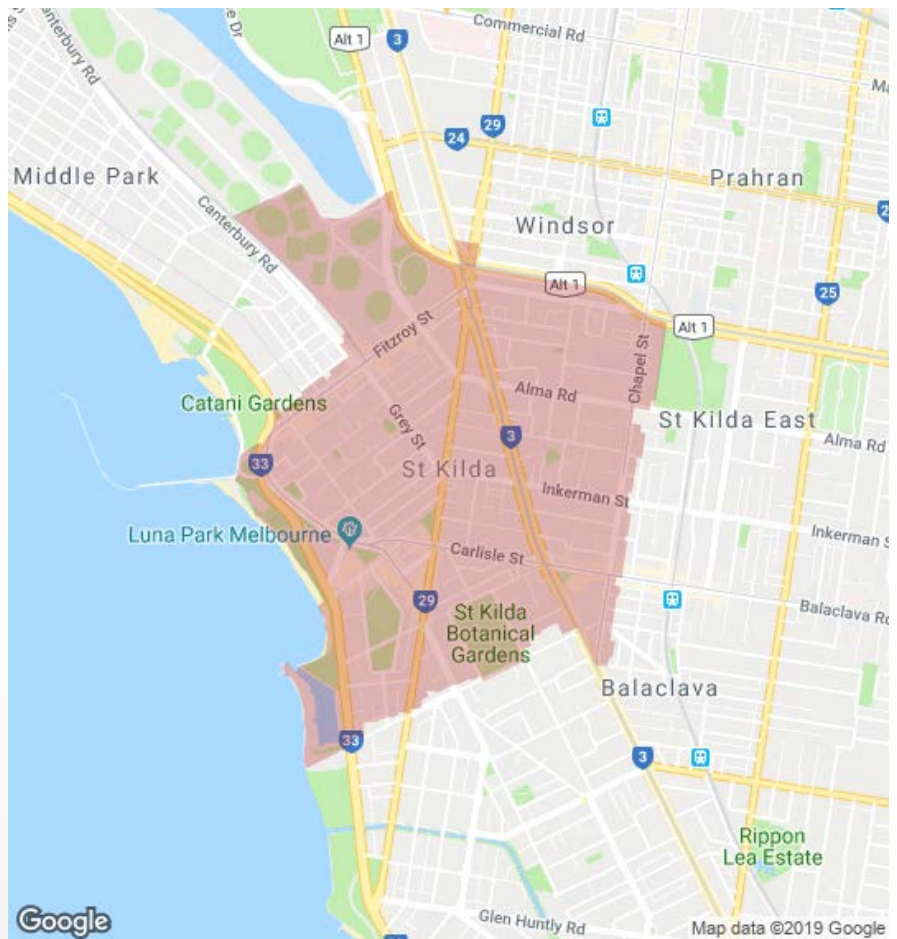 Canterbury Rd
Alt 1
3
Commercial Rd
24
29
Middle Park
Prahran
Canterbury Rd
Windsor
Alt 1
25
Alt 1
Fitzroy St
Chapel St
Alma Rd
Catani Gardens
Grey St
St Kilda East
3
Alma Rd
33
St Kilda
Inkerman St
Luna Park Melbourne
Inkerman S
Carlisle St
29
St Kilda
Botanical
Gardens
Balaclava Rd
Balaclava
33
3
Rippon
Lea Estate
Google
Glen Huntly Rd
Map data ©2019 Google